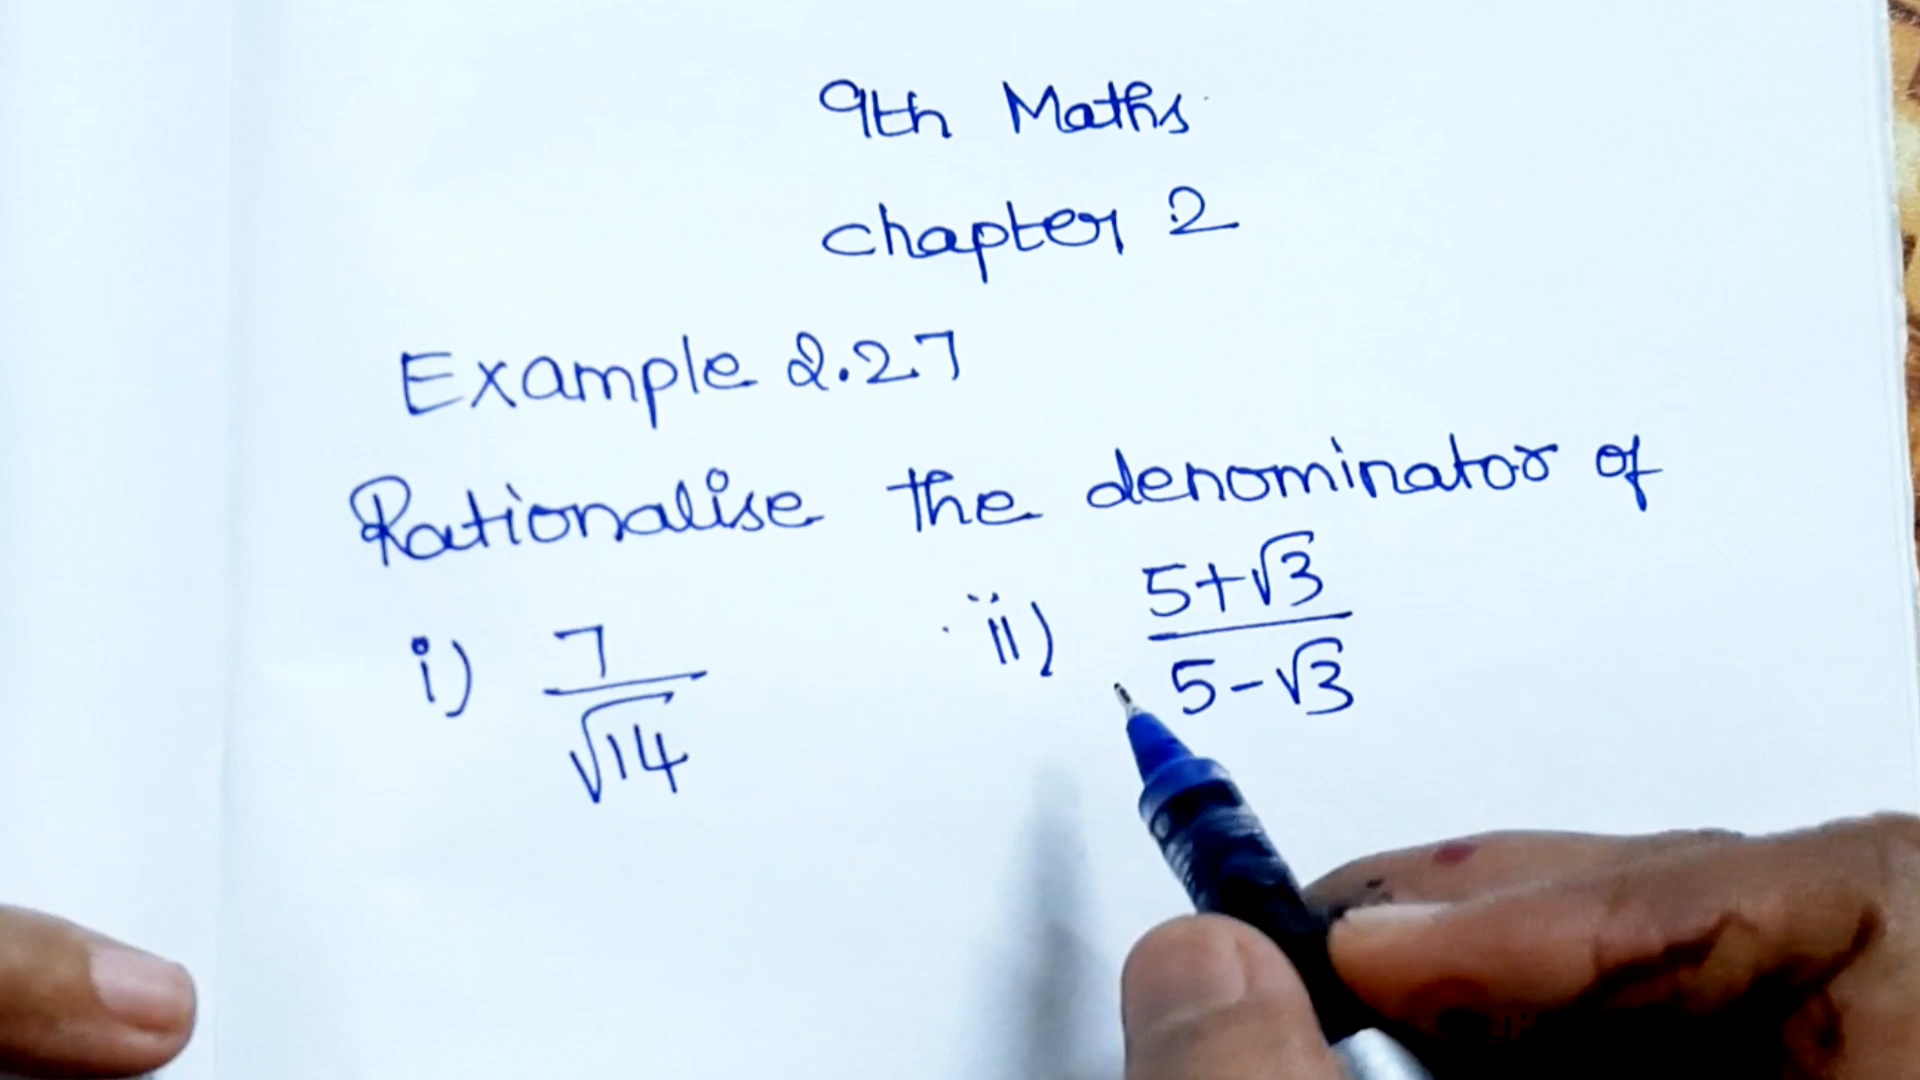 9th Maths
chapter 2
Example 2.27
Rationalise the denominator of
i) 7/√14 ii) 5+√3/5-√3